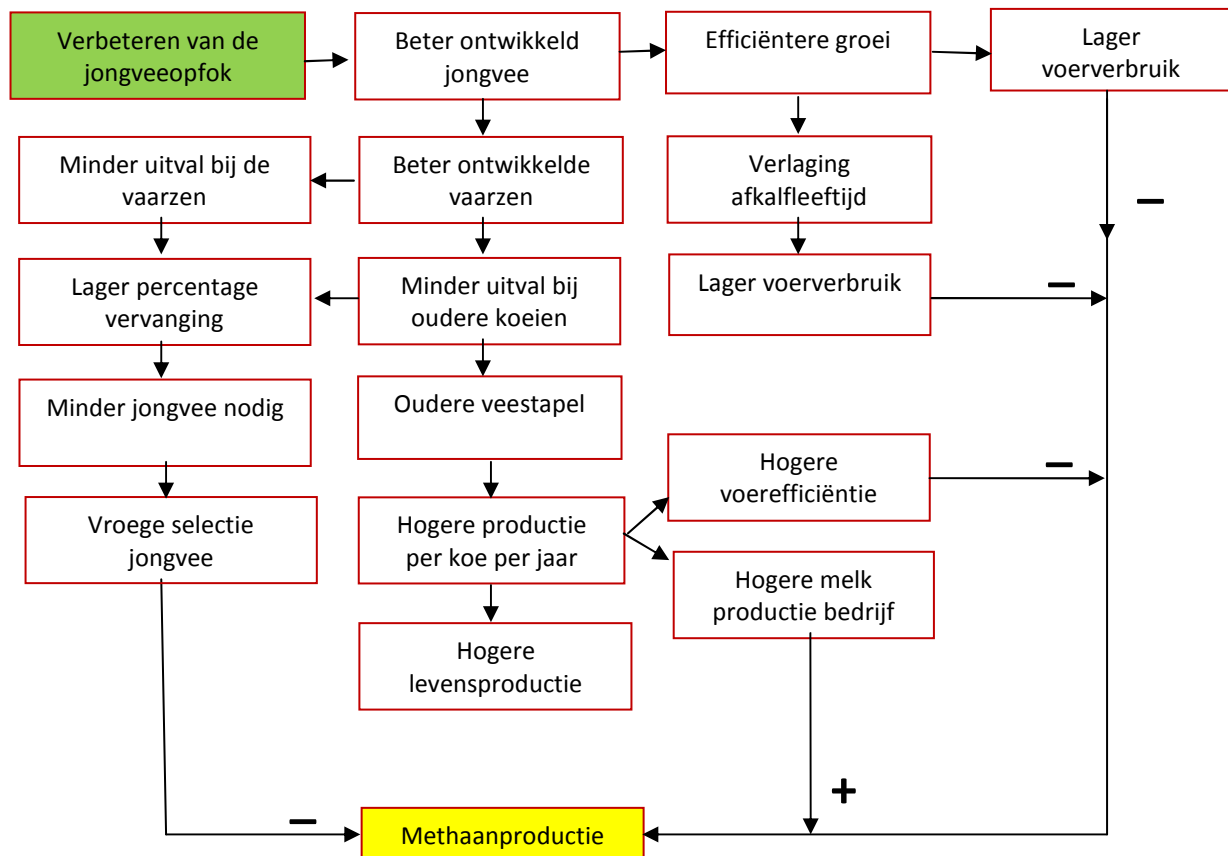 Verbeteren van de
jongveeopfok
Beter ontwikkeld
jongvee
Efficiëntere groei
Lager
voerverbruik
Minder uitval bij de
vaarzen
Beter ontwikkelde
vaarzen
Verlaging
afkalfleeftijd
–
Lager percentage
vervanging
Minder uitval bij
oudere koeien
Lager voerverbruik
–
Minder jongvee nodig
Oudere veestapel
Hogere
voerefficiëntie
–
Vroege selectie
jongvee
Hogere productie
per koe per jaar
Hogere melk
productie bedrijf
Hogere
levensproductie
+
–
Methaanproductie